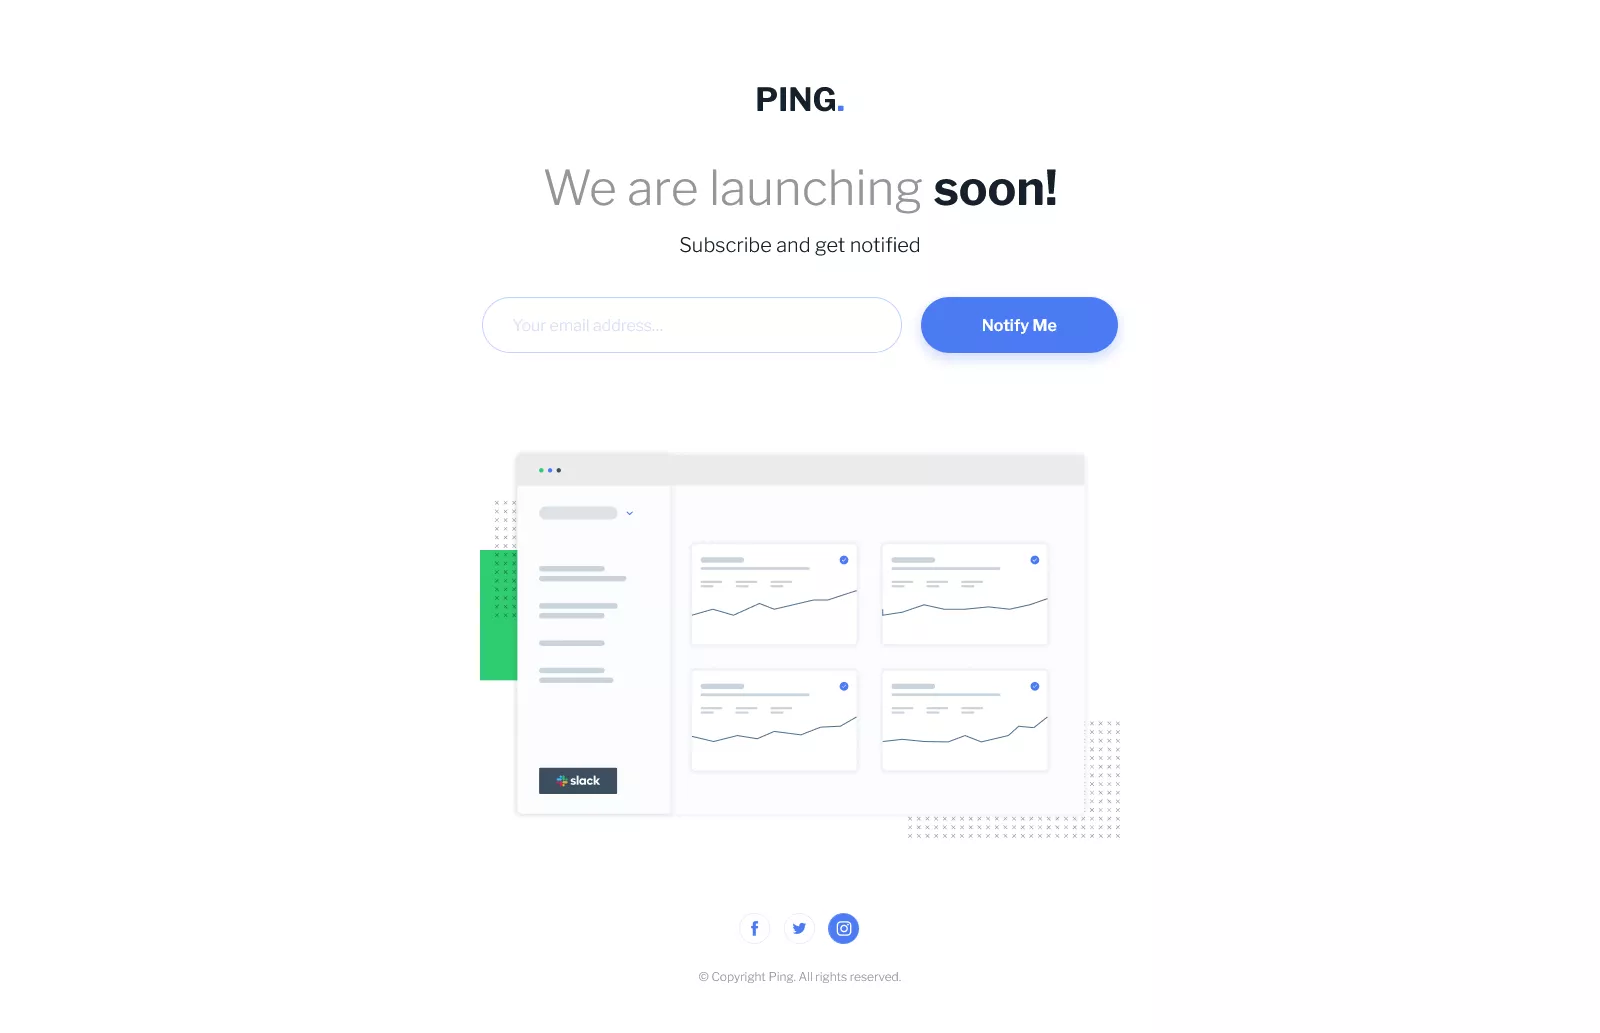 PING.
We are launching soon!
Subscribe and get notified
Your email address...
Notify Me
slack
© Copyright Ping. All rights reserved.